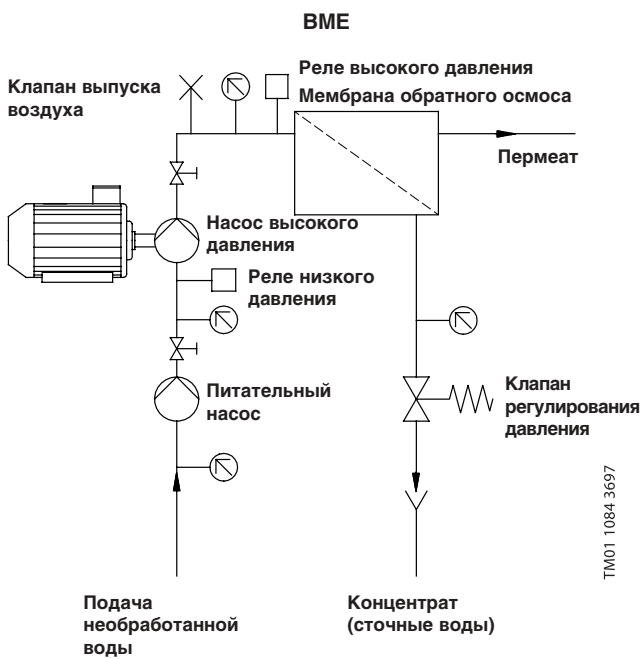 BME
Клапан выпуска
воздуха
Реле высокого давления
Мембрана обратного осмоса
Пермеат
Насос высокого
давления
Реле низкого
давления
Питательный
насос
Клапан
регулирования
давления
TM01 1084 3697
Подача
необработанной
воды
Концентрат
(сточные воды)